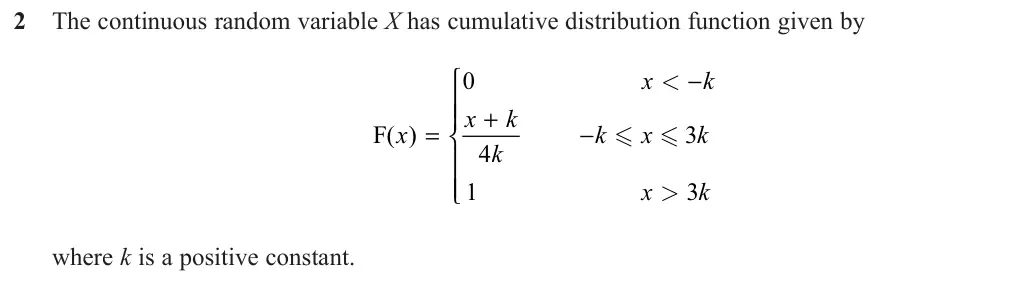 2 The continuous random variable X has cumulative distribution function given by
0 x < −k
F(x) = { (x + k)/4k −k ⩽ x ⩽ 3k
1 x > 3k
where k is a positive constant.